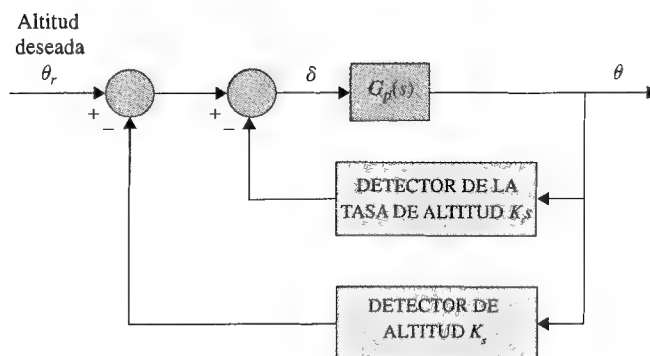 Altitud
deseada
θr
δ
Gp(s)
θ
+
−
+
−
DETECTOR DE LA
TASA DE ALTITUD Kts
DETECTOR DE
ALTITUD Ks